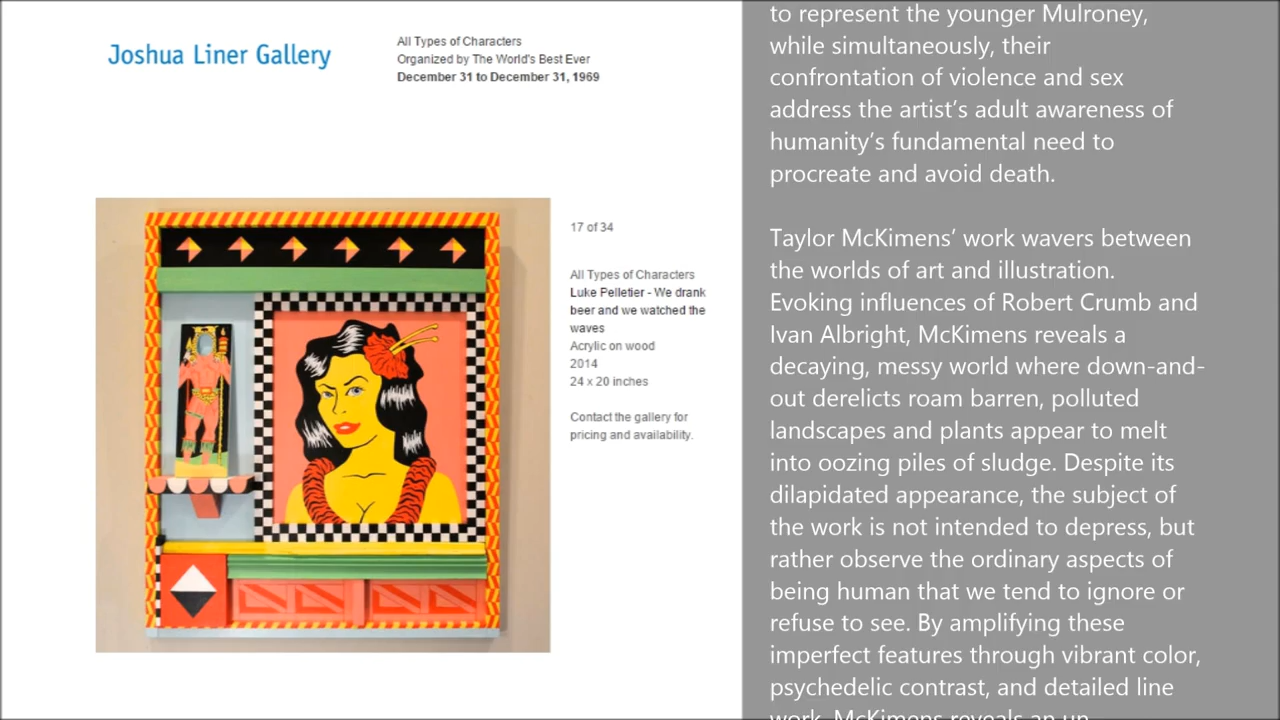 Joshua Liner Gallery
All Types of Characters
Organized by The World's Best Ever
December 31 to December 31, 1969
17 of 34
All Types of Characters
Luke Pelletier - We drank
beer and we watched the
waves
Acrylic on wood
2014
24 x 20 inches
Contact the gallery for
pricing and availability.
to represent the younger Mulroney,
while simultaneously, their
confrontation of violence and sex
address the artist’s adult awareness of
humanity’s fundamental need to
procreate and avoid death.
Taylor McKimens’ work wavers between
the worlds of art and illustration.
Evoking influences of Robert Crumb and
Ivan Albright, McKimens reveals a
decaying, messy world where down-and-
out derelicts roam barren, polluted
landscapes and plants appear to melt
into oozing piles of sludge. Despite its
dilapidated appearance, the subject of
the work is not intended to depress, but
rather observe the ordinary aspects of
being human that we tend to ignore or
refuse to see. By amplifying these
imperfect features through vibrant color,
psychedelic contrast, and detailed line
work, McKimens reveals an un-